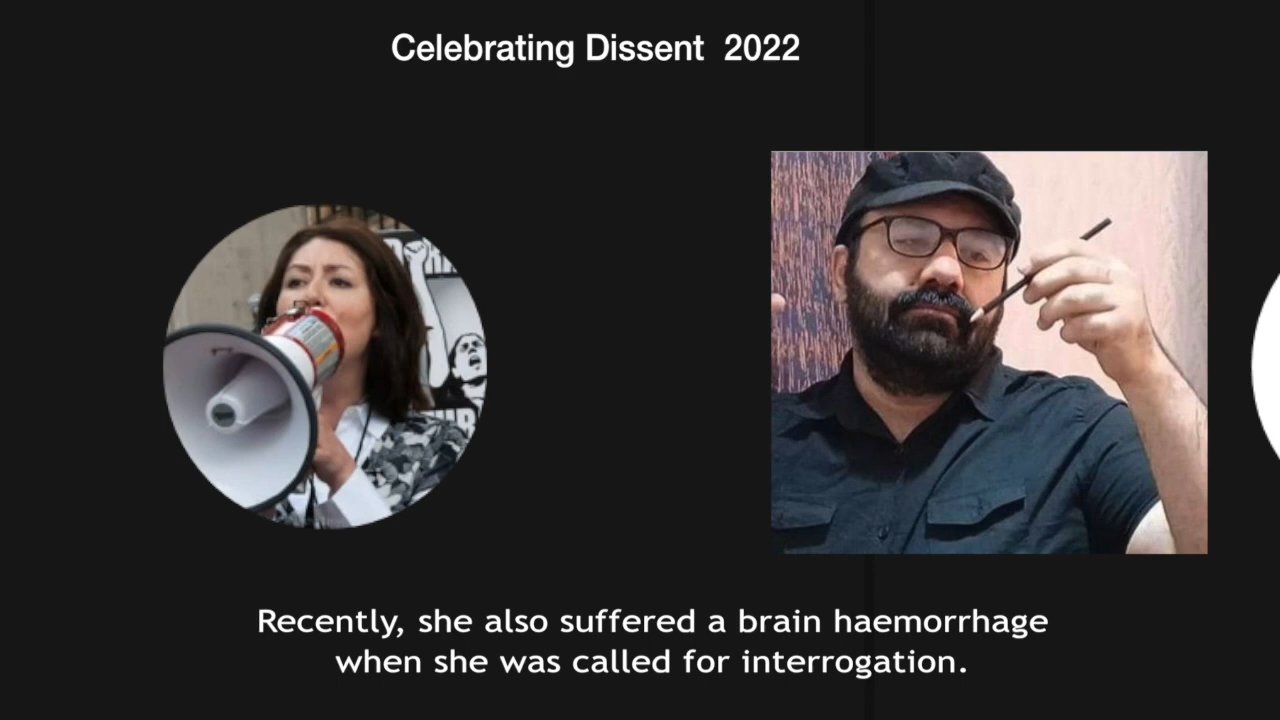 Celebrating Dissent 2022
Recently, she also suffered a brain haemorrhage
when she was called for interrogation.